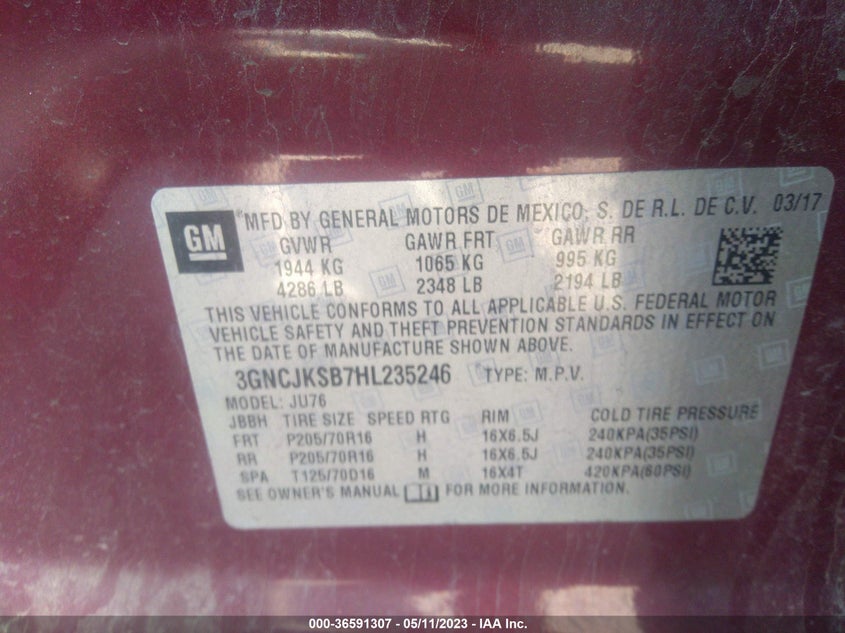 GM
MFD BY GENERAL MOTORS DE MEXICO, S. DE R.L. DE C.V. 03/17
GVWR GAWR FRT GAWR RR
1944 KG 1065 KG 995 KG
4286 LB 2348 LB 2194 LB
THIS VEHICLE CONFORMS TO ALL APPLICABLE U.S. FEDERAL MOTOR
VEHICLE SAFETY AND THEFT PREVENTION STANDARDS IN EFFECT ON
THE DATE OF MANUFACTURE SHOWN ABOVE.
3GNCJKSB7HL235246 TYPE: M.P.V.
MODEL: JU76
JBBH TIRE SIZE SPEED RTG RIM COLD TIRE PRESSURE
FRT P205/70R16 H 16X6.5J 240KPA(35PSI)
RR P205/70R16 H 16X6.5J 240KPA(35PSI)
SPA T125/70D16 M 16X4T 420KPA(60PSI)
SEE OWNER'S MANUAL FOR MORE INFORMATION.
000-36591307 - 05/11/2023 - IAA Inc.